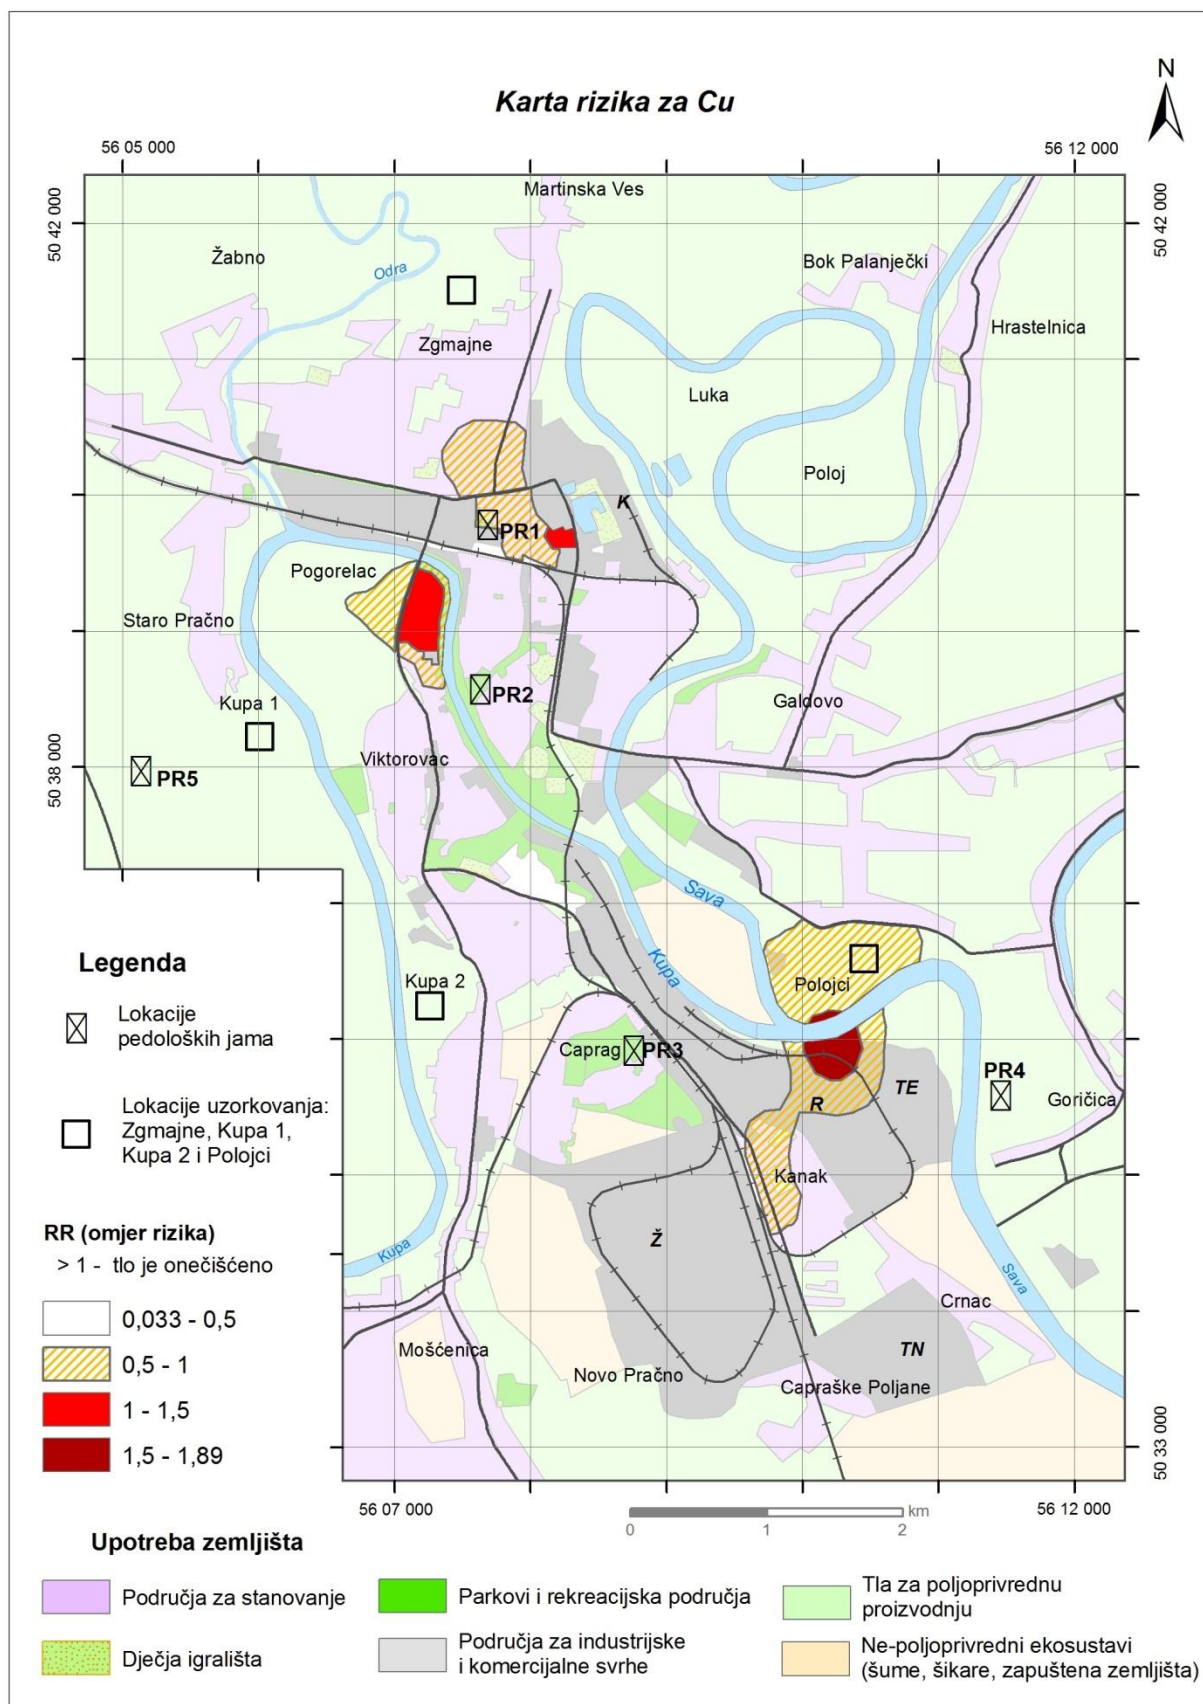 Karta rizika za Cu
N
56 05 000
56 12 000
50 42 000
50 42 000
Martinska Ves
Žabno
Odra
Bok Palanječki
Zgmajne
Hrastelnica
Luka
Poloj
K
PR1
Pogorelac
Staro Pračno
Kupa 1
PR2
Galdovo
50 38 000
PR5
Viktorovac
Sava
Kupa
Polojci
Kupa 2
Caprag
PR3
TE
PR4
Goričica
R
Kanak
Ž
Kupa
Sava
Crnac
Mošćenica
Novo Pračno
TN
Capraške Poljane
50 33 000
56 07 000
56 12 000
km
0
1
2
Legenda
Lokacije
pedoloških jama
Lokacije uzorkovanja:
Zgmajne, Kupa 1,
Kupa 2 i Polojci
RR (omjer rizika)
> 1 - tlo je onečišćeno
0,033 - 0,5
0,5 - 1
1 - 1,5
1,5 - 1,89
Upotreba zemljišta
Područja za stanovanje
Dječja igrališta
Parkovi i rekreacijska područja
Područja za industrijske
i komercijalne svrhe
Tla za poljoprivrednu
proizvodnju
Ne-poljoprivredni ekosustavi
(šume, šikare, zapuštena zemljišta)